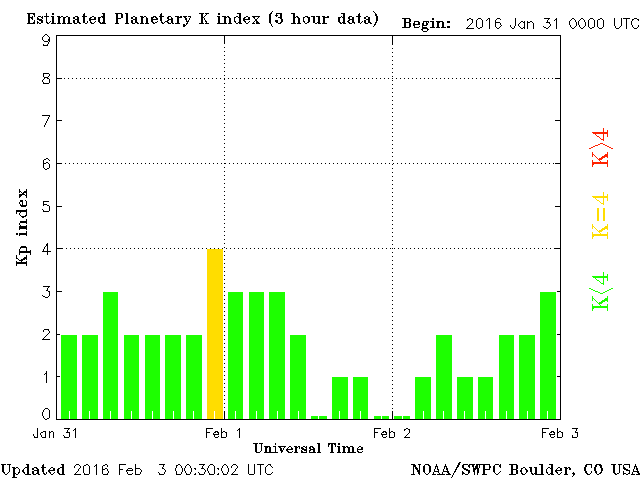 Estimated Planetary K index (3 hour data) Begin: 2016 Jan 31 0000 UTC
9
8
7
6
5
4
3
2
1
0
Kp index
K>4
K=4
K<4
Jan 31 Feb 1 Feb 2 Feb 3
Universal Time
Updated 2016 Feb 3 00:30:02 UTC NOAA/SWPC Boulder, CO USA